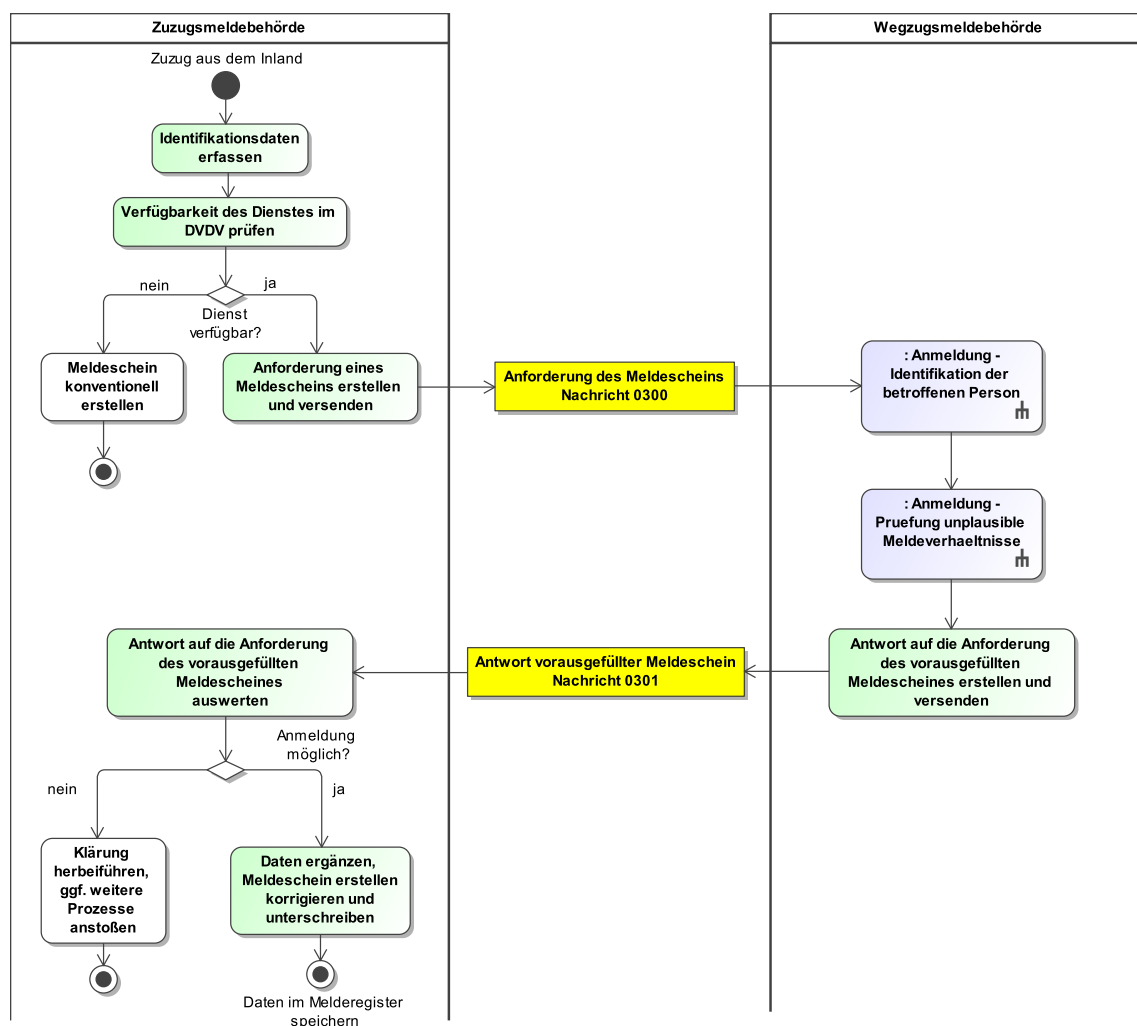 Zuzugsmeldebehörde
Wegzugsmeldebehörde
Zuzug aus dem Inland
Identifikationsdaten
erfassen
Verfügbarkeit des Dienstes im
DVDV prüfen
nein
ja
Dienst
verfügbar?
Meldeschein
konventionell
erstellen
Anforderung eines
Meldescheins erstellen
und versenden
Anforderung des Meldescheins
Nachricht 0300
: Anmeldung -
Identifikation der
betroffenen Person
: Anmeldung -
Pruefung unplausible
Meldeverhaeltnisse
Antwort auf die Anforderung
des vorausgefüllten
Meldescheines erstellen und
versenden
Antwort vorausgefüllter Meldeschein
Nachricht 0301
Antwort auf die Anforderung
des vorausgefüllten
Meldescheines
auswerten
Anmeldung
möglich?
nein
ja
Klärung
herbeiführen,
ggf. weitere
Prozesse
anstoßen
Daten ergänzen,
Meldeschein erstellen
korrigieren und
unterschreiben
Daten im Melderegister
speichern